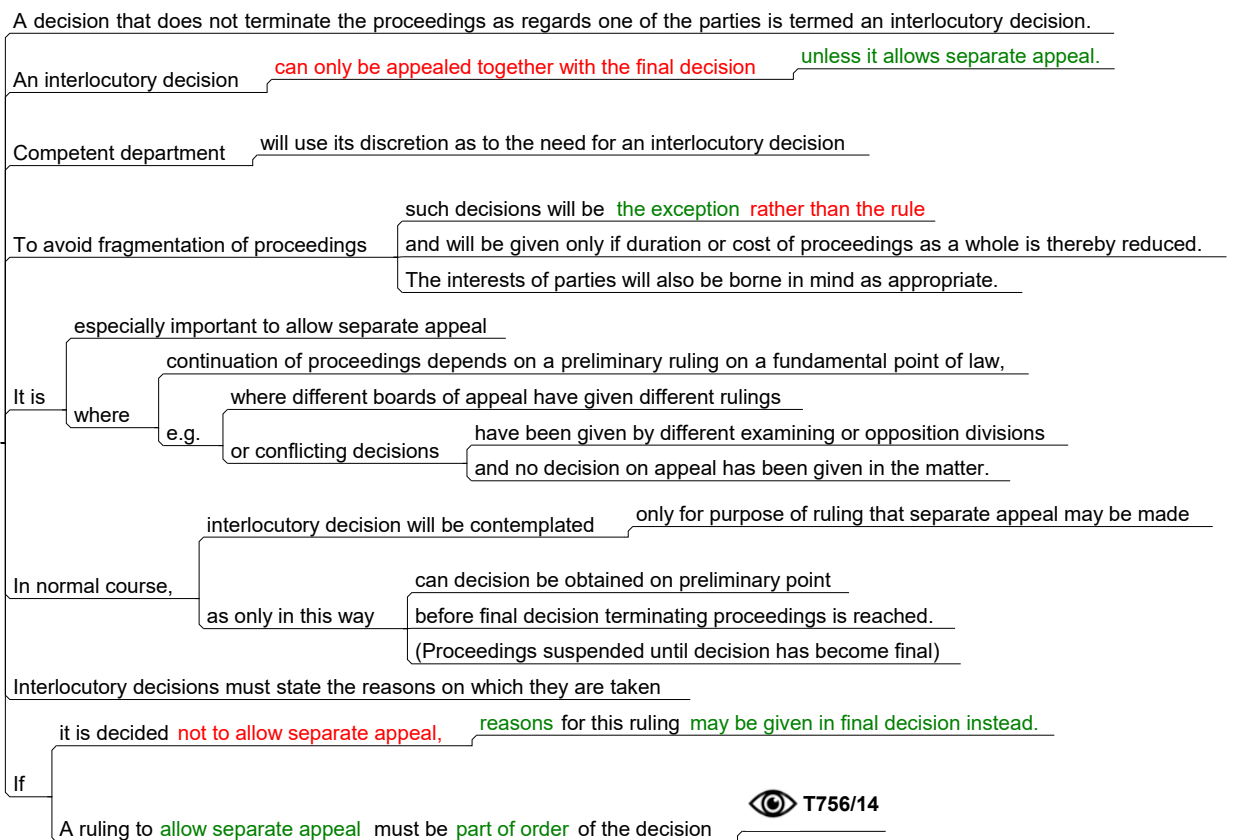 A decision that does not terminate the proceedings as regards one of the parties is termed an interlocutory decision.
An interlocutory decision can only be appealed together with the final decision unless it allows separate appeal.
Competent department will use its discretion as to the need for an interlocutory decision
To avoid fragmentation of proceedings
such decisions will be the exception rather than the rule
and will be given only if duration or cost of proceedings as a whole is thereby reduced.
The interests of parties will also be borne in mind as appropriate.
It is
especially important to allow separate appeal
where
continuation of proceedings depends on a preliminary ruling on a fundamental point of law,
e.g.
where different boards of appeal have given different rulings
or conflicting decisions
have been given by different examining or opposition divisions
and no decision on appeal has been given in the matter.
In normal course,
interlocutory decision will be contemplated only for purpose of ruling that separate appeal may be made
as only in this way
can decision be obtained on preliminary point
before final decision terminating proceedings is reached.
(Proceedings suspended until decision has become final)
Interlocutory decisions must state the reasons on which they are taken
If
it is decided not to allow separate appeal, reasons for this ruling may be given in final decision instead.
A ruling to allow separate appeal must be part of order of the decision
T756/14